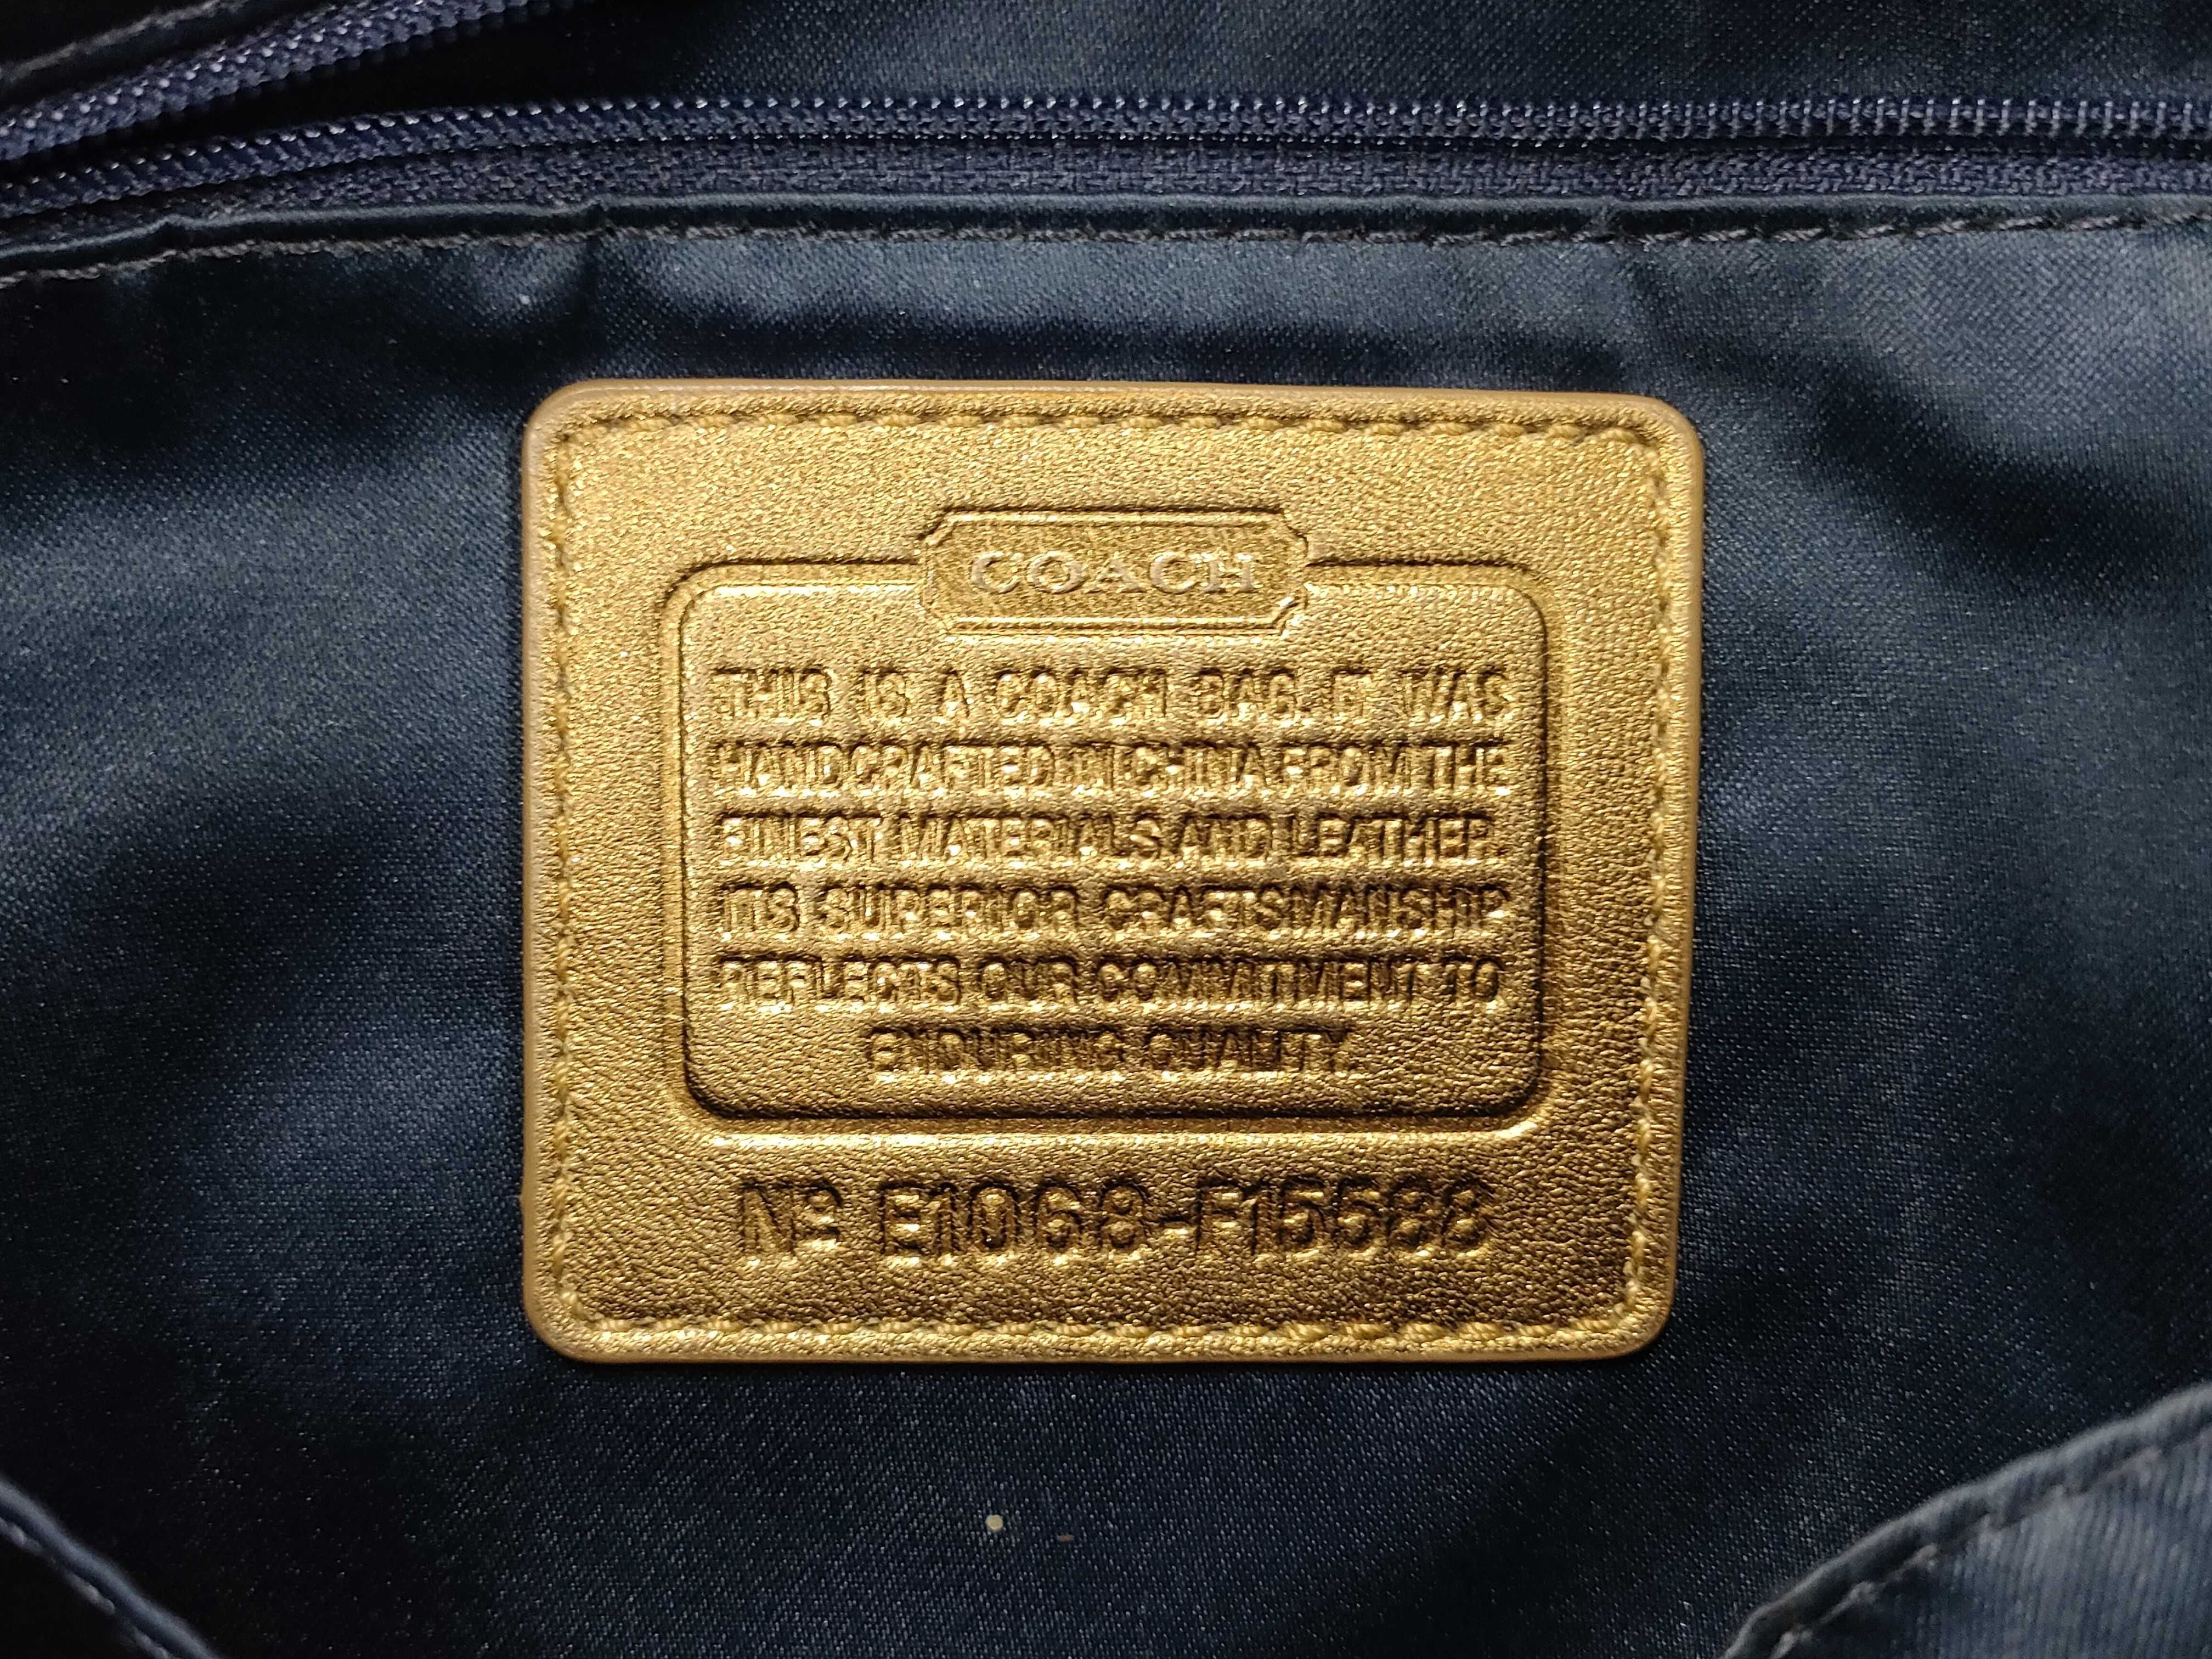 COACH
THIS IS A COACH BAG. IT WAS
HANDCRAFTED IN CHINA FROM THE
FINEST MATERIALS AND LEATHER.
ITS SUPERIOR CRAFTSMANSHIP
REFLECTS OUR COMMITMENT TO
ENDURING QUALITY.
Nº E1068-F15588